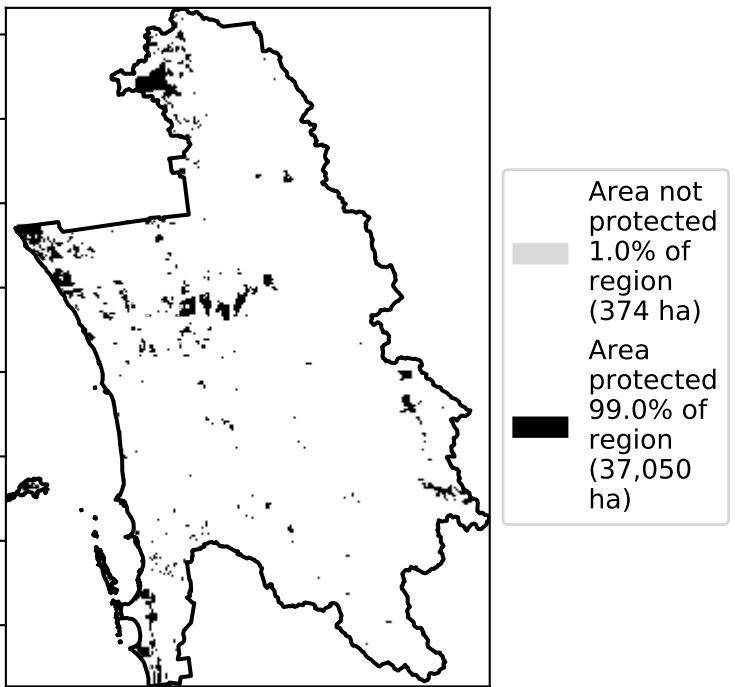 Area not
protected
1.0% of
region
(374 ha)
Area
protected
99.0% of
region
(37,050
ha)